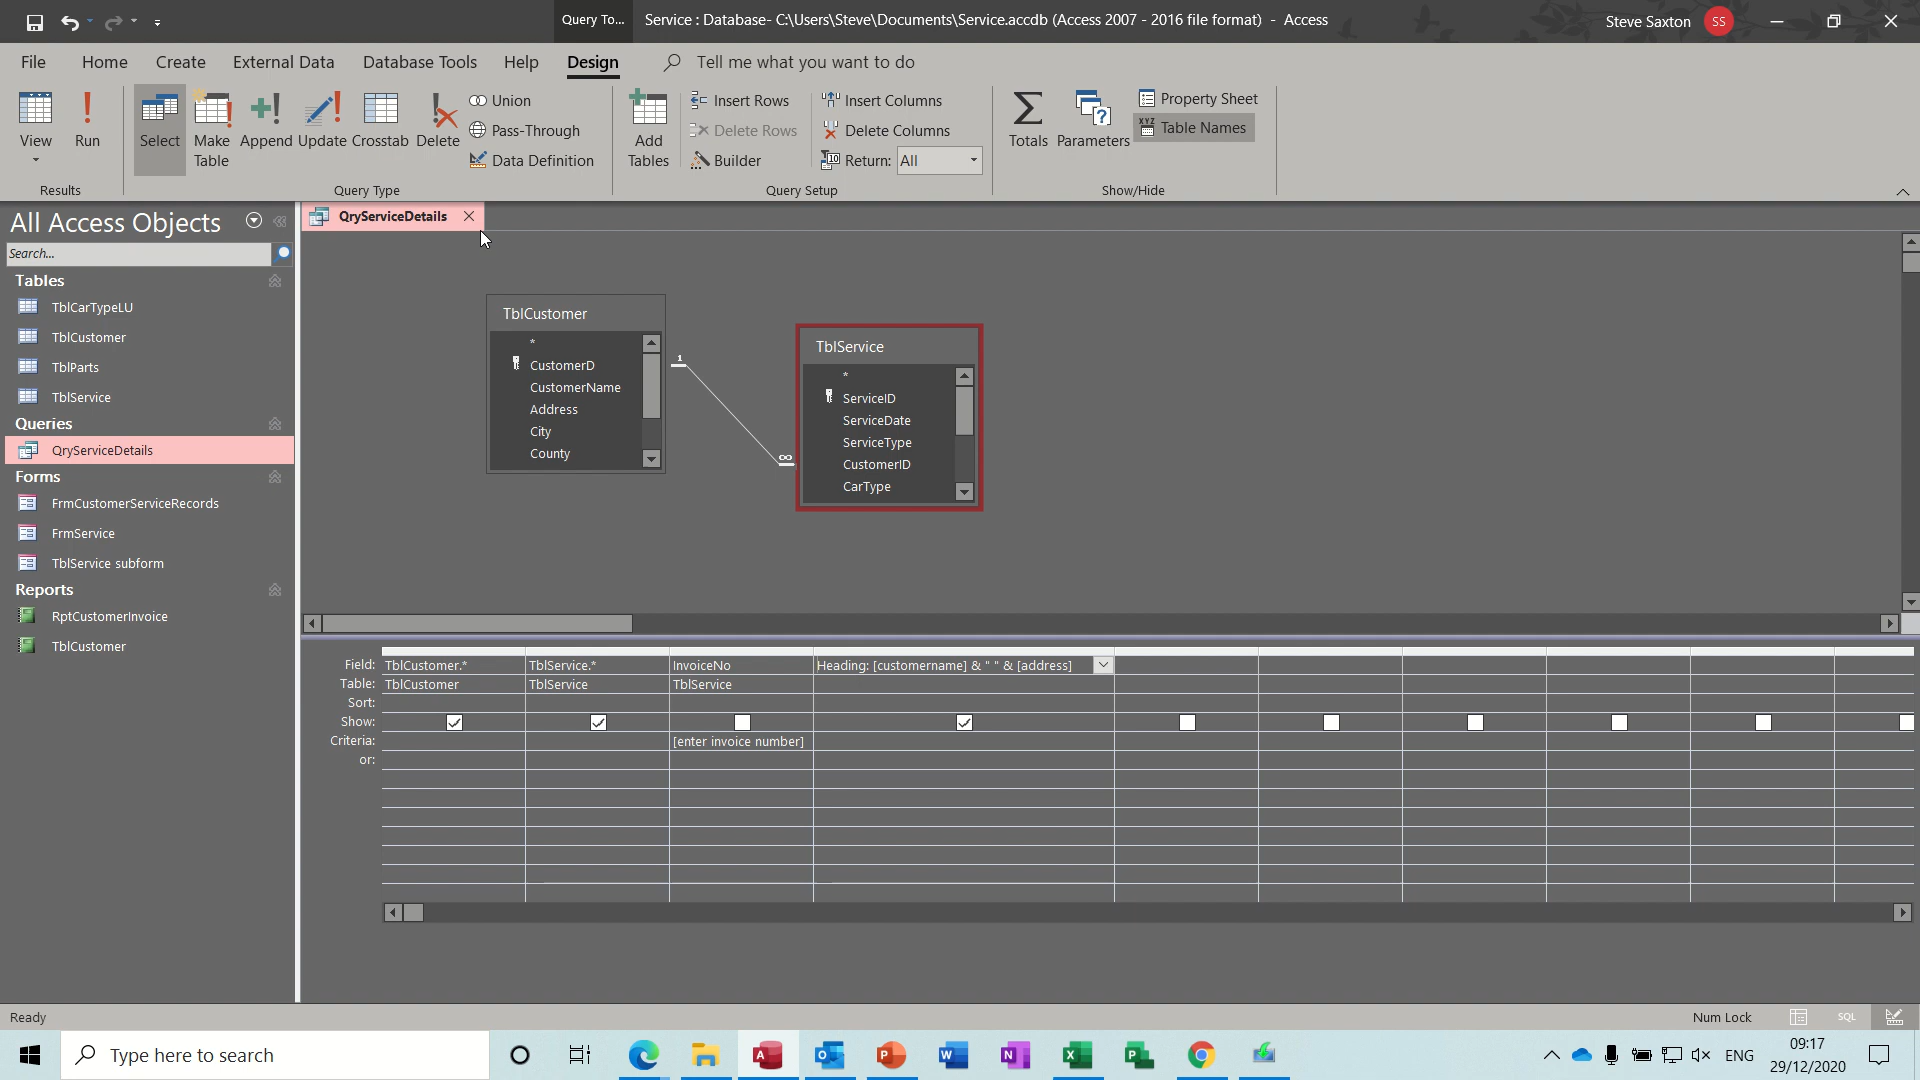 Query To...
Service : Database- C:\Users\Steve\Documents\Service.accdb (Access 2007 - 2016 file format) - Access
Steve Saxton
SS
File Home Create External Data Database Tools Help Design Tell me what you want to do
View
Run
Select
Make Table
Append
Update
Crosstab
Delete
Union
Pass-Through
Data Definition
Add Tables
Insert Rows
Delete Rows
Builder
Insert Columns
Delete Columns
Return: All
Totals
Parameters
Property Sheet
XYZ Table Names
Results
Query Type
Query Setup
Show/Hide
All Access Objects
Search...
Tables
TblCarTypeLU
TblCustomer
TblParts
TblService
Queries
QryServiceDetails
Forms
FrmCustomerServiceRecords
FrmService
TblService subform
Reports
RptCustomerInvoice
TblCustomer
QryServiceDetails
TblCustomer
*
CustomerD
CustomerName
Address
City
County
1
∞
TblService
*
ServiceID
ServiceDate
ServiceType
CustomerID
CarType
Field: TblCustomer.* TblService.* InvoiceNo Heading: [customername] & " " & [address]
Table: TblCustomer TblService TblService
Sort:
Show:
Criteria: [enter invoice number]
or:
Ready
Num Lock
SQL
Type here to search
ENG
09:17
29/12/2020